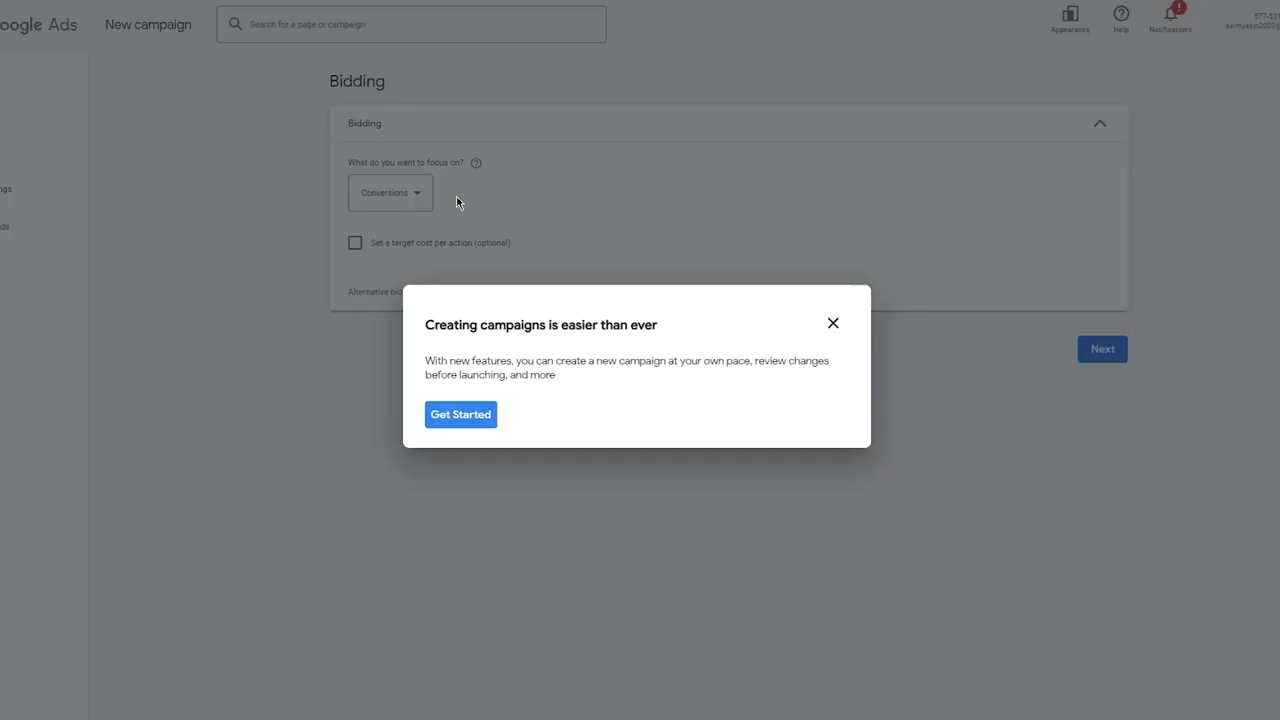 oogle Ads
New campaign
Search for a page or campaign
Appearance
Help
!
Notifications
Bidding
Bidding
What do you want to focus on? ?
Conversions
ngs
ds
Set a target cost per action (optional)
Alternative bid
Creating campaigns is easier than ever
With new features, you can create a new campaign at your own pace, review changes
before launching, and more
Get Started
Next